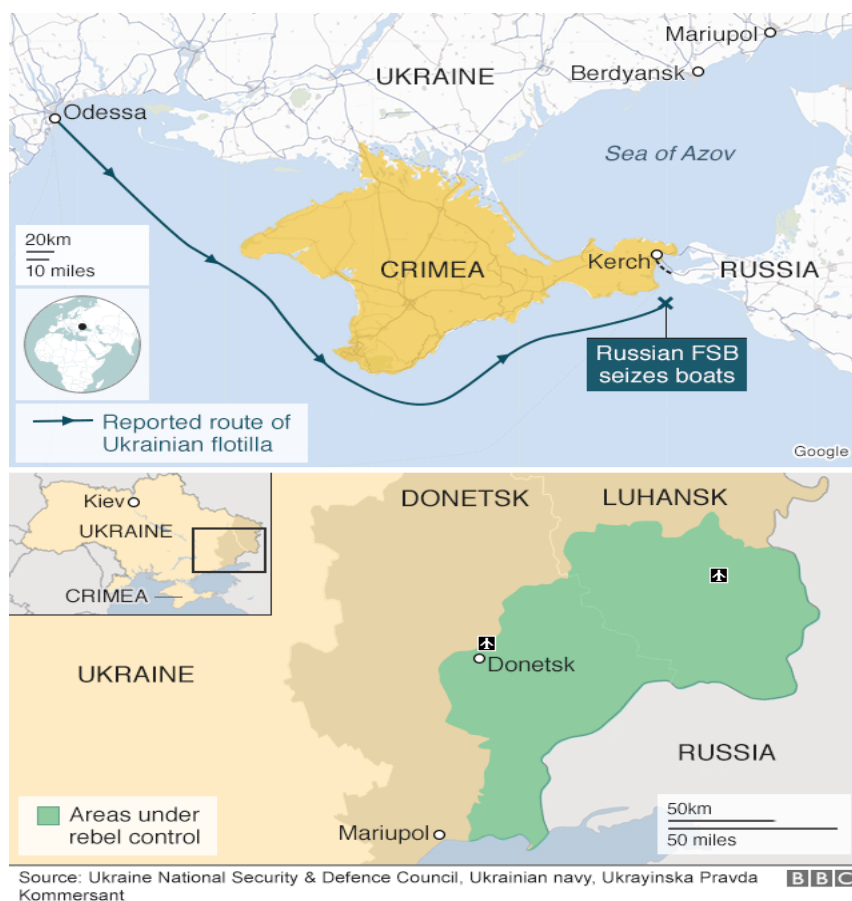 Mariupol
UKRAINE
Berdyansk
Odessa
Sea of Azov
20km
10 miles
CRIMEA
Kerch
RUSSIA
Russian FSB
seizes boats
Reported route of
Ukrainian flotilla
Google
Kiev
UKRAINE
CRIMEA
DONETSK
LUHANSK
Donetsk
UKRAINE
RUSSIA
Areas under
rebel control
Mariupol
50km
50 miles
Source: Ukraine National Security & Defence Council, Ukrainian navy, Ukrayinska Pravda
Kommersant
BBC